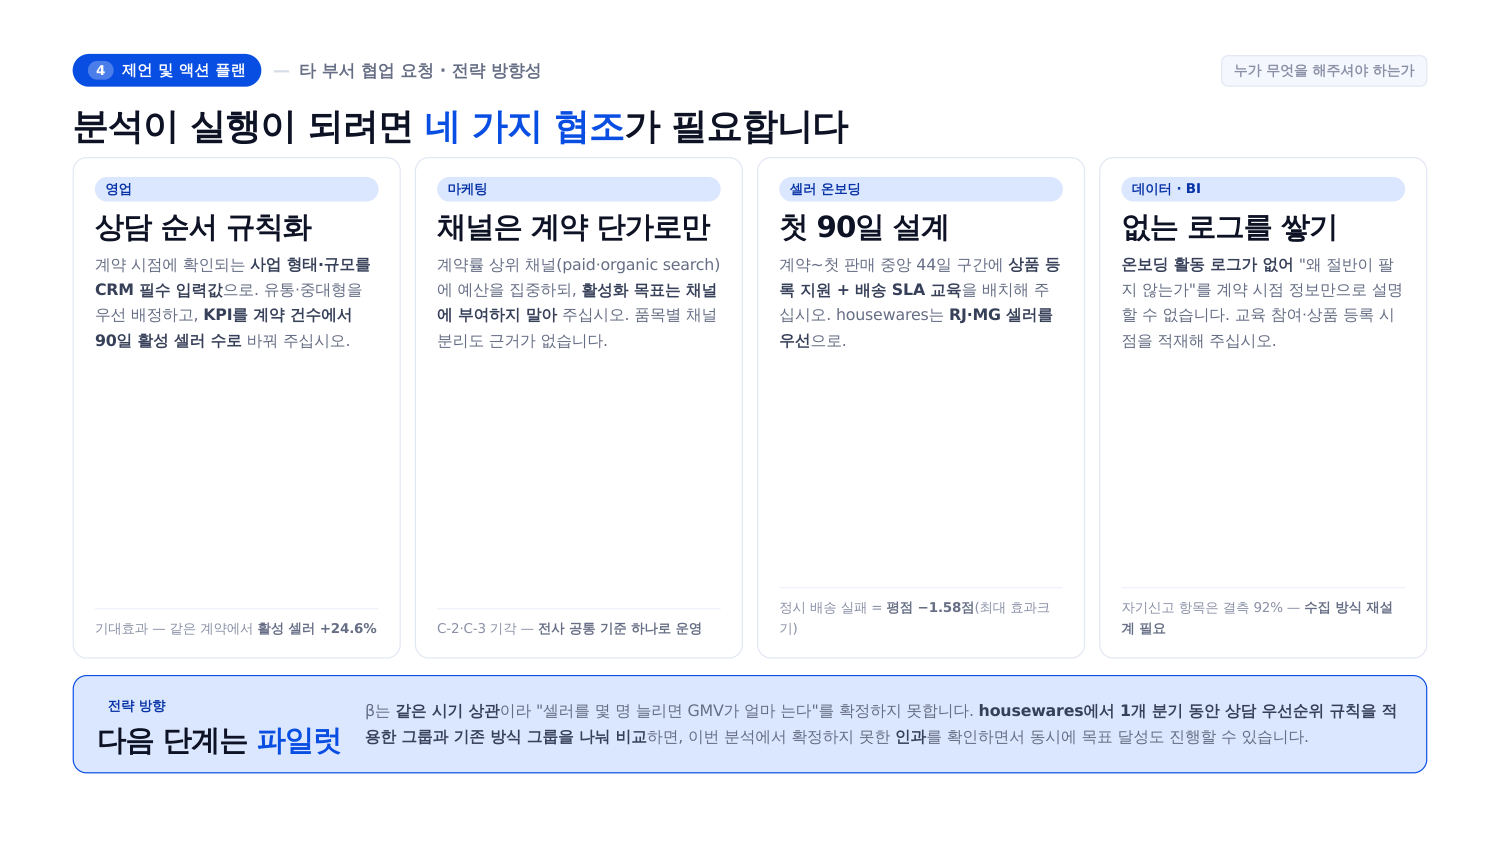 4 제언 및 액션 플랜 — 타 부서 협업 요청 · 전략 방향성
누가 무엇을 해주셔야 하는가
분석이 실행이 되려면 네 가지 협조가 필요합니다
영업
상담 순서 규칙화
계약 시점에 확인되는 사업 형태·규모를
CRM 필수 입력값으로. 유통·중대형을
우선 배정하고, KPI를 계약 건수에서
90일 활성 셀러 수로 바꿔 주십시오.
기대효과 — 같은 계약에서 활성 셀러 +24.6%
마케팅
채널은 계약 단가로만
계약률 상위 채널(paid·organic search)
에 예산을 집중하되, 활성화 목표는 채널
에 부여하지 말아 주십시오. 품목별 채널
분리도 근거가 없습니다.
C-2·C-3 기각 — 전사 공통 기준 하나로 운영
셀러 온보딩
첫 90일 설계
계약~첫 판매 중앙 44일 구간에 상품 등
록 지원 + 배송 SLA 교육을 배치해 주
십시오. housewares는 RJ·MG 셀러를
우선으로.
정시 배송 실패 = 평점 −1.58점(최대 효과크
기)
데이터 · BI
없는 로그를 쌓기
온보딩 활동 로그가 없어 "왜 절반이 팔
지 않는가"를 계약 시점 정보만으로 설명
할 수 없습니다. 교육 참여·상품 등록 시
점을 적재해 주십시오.
자기신고 항목은 결측 92% — 수집 방식 재설
계 필요
전략 방향
다음 단계는 파일럿
β는 같은 시기 상관이라 "셀러를 몇 명 늘리면 GMV가 얼마 는다"를 확정하지 못합니다. housewares에서 1개 분기 동안 상담 우선순위 규칙을 적
용한 그룹과 기존 방식 그룹을 나눠 비교하면, 이번 분석에서 확정하지 못한 인과를 확인하면서 동시에 목표 달성도 진행할 수 있습니다.